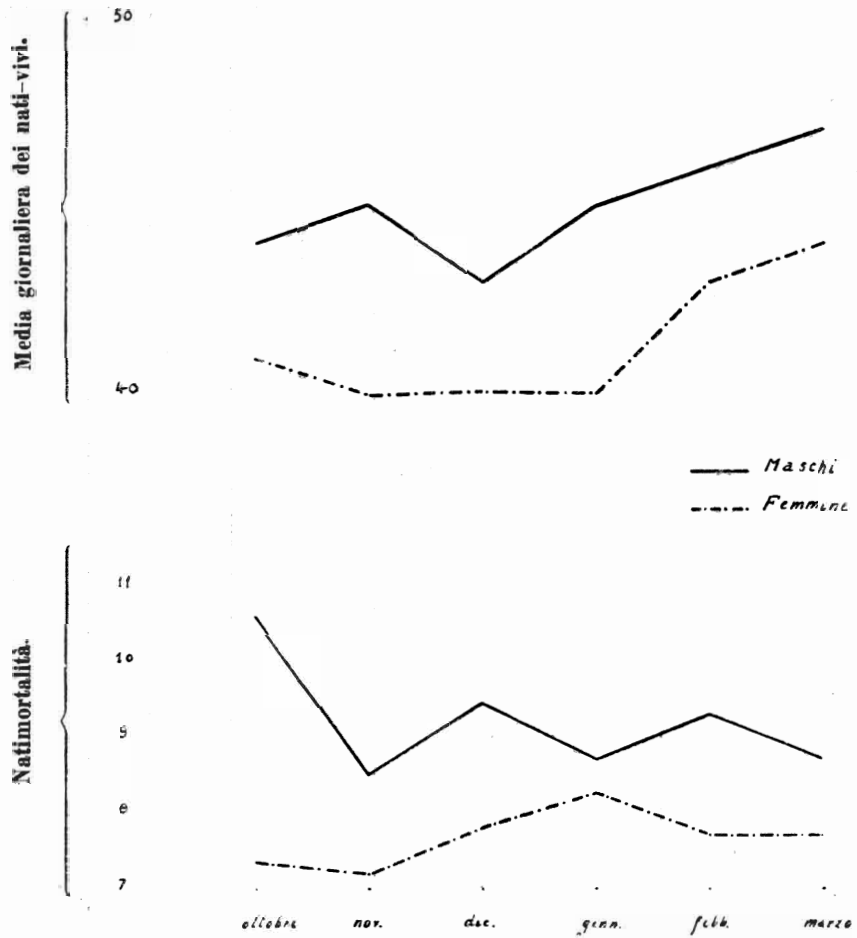 Media giornaliera dei nati-vivi.
50
40
Maschi
Femmine
Natimortalità.
11
10
9
8
7
ottobre nov. dic. genn. febb. marzo